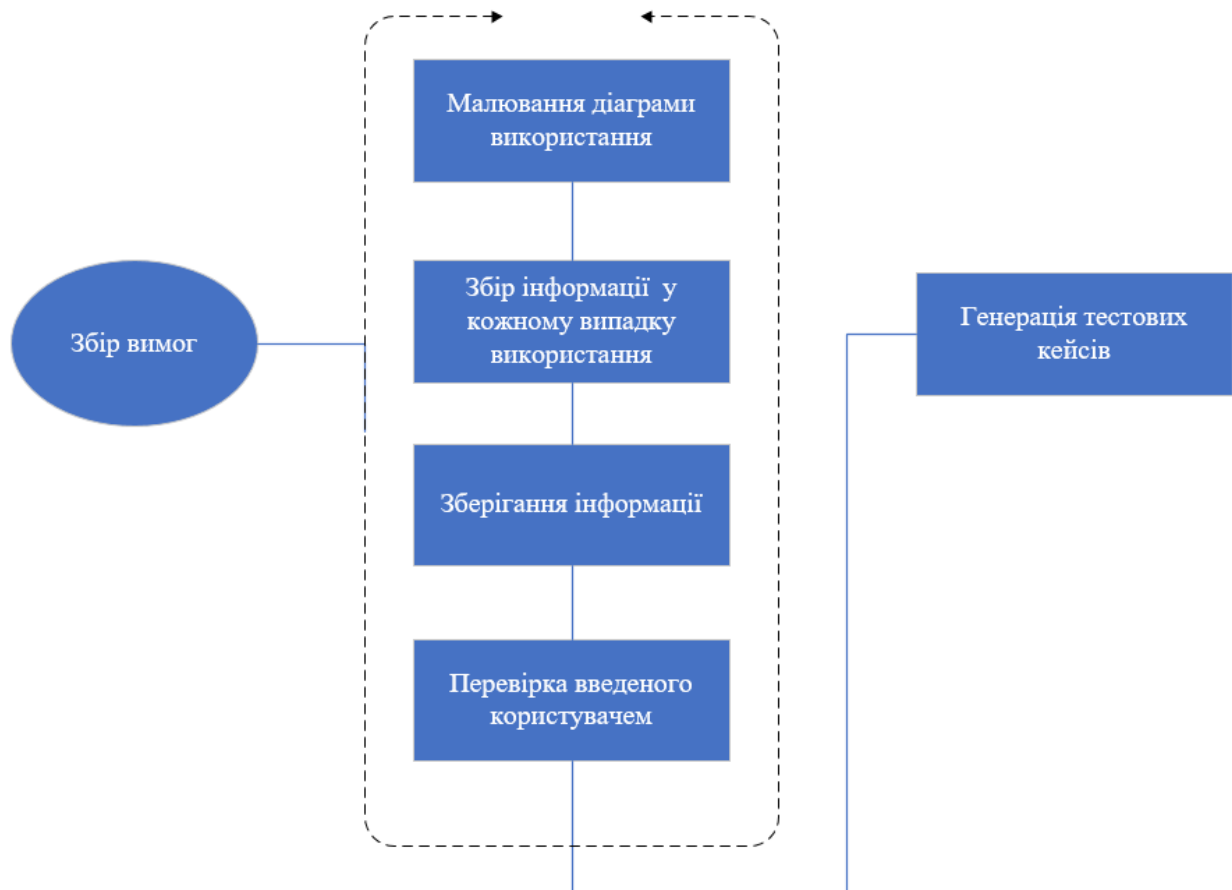 Малювання діаграми
використання
Збір інформації у
кожному випадку
використання
Збір вимог
Генерація тестових
кейсів
Зберігання інформації
Перевірка введеного
користувачем